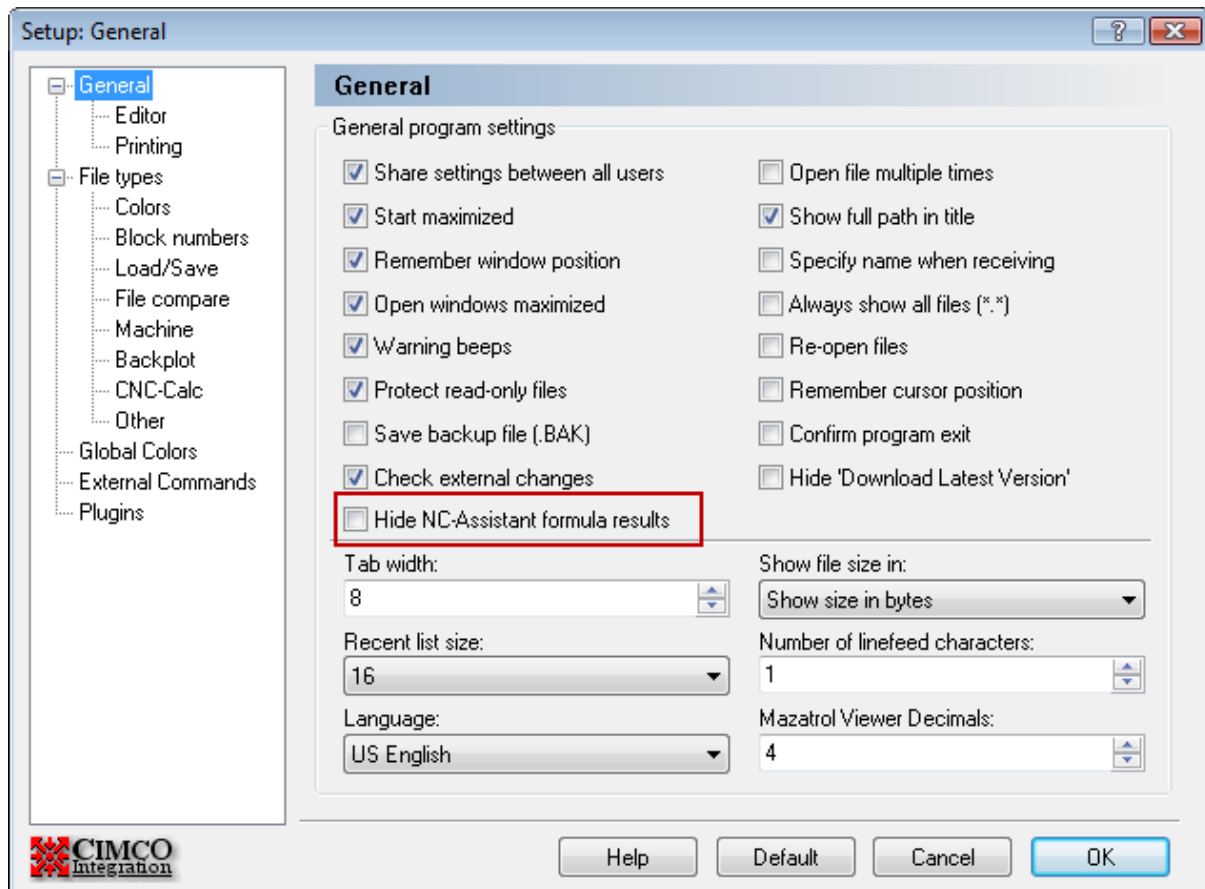 Setup: General
General
Editor
Printing
File types
Colors
Block numbers
Load/Save
File compare
Machine
Backplot
CNC-Calc
Other
Global Colors
External Commands
Plugins
General
General program settings
Share settings between all users
Start maximized
Remember window position
Open windows maximized
Warning beeps
Protect read-only files
Save backup file (.BAK)
Check external changes
Hide NC-Assistant formula results
Open file multiple times
Show full path in title
Specify name when receiving
Always show all files (*.*)
Re-open files
Remember cursor position
Confirm program exit
Hide 'Download Latest Version'
Tab width:
8
Recent list size:
16
Language:
US English
Show file size in:
Show size in bytes
Number of linefeed characters:
1
Mazatrol Viewer Decimals:
4
CIMCO
Integration
Help
Default
Cancel
OK